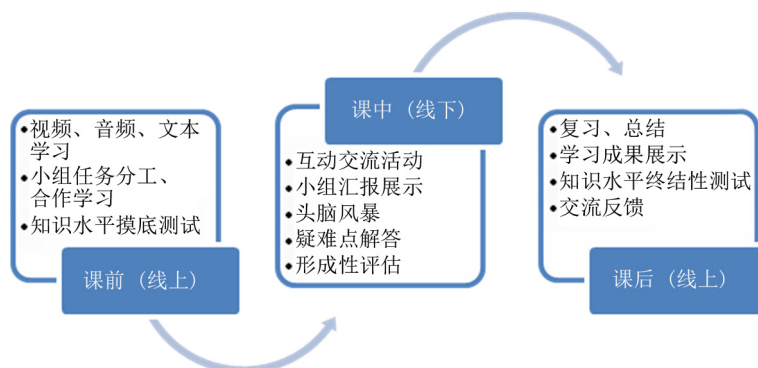 •视频、音频、文本
学习
•小组任务分工、
合作学习
•知识水平摸底测试
课前（线上）
课中（线下）
•互动交流活动
•小组汇报展示
•头脑风暴
•疑难点解答
•形成性评估
•复习、总结
•学习成果展示
•知识水平终结性测试
•交流反馈
课后（线上）